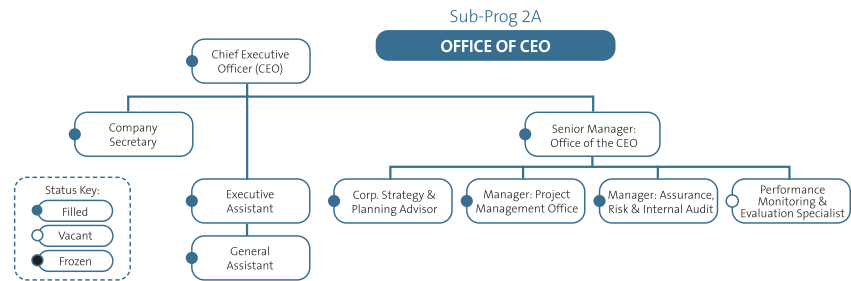 Sub-Prog 2A
OFFICE OF CEO
Chief Executive
Officer (CEO)
Company
Secretary
Senior Manager:
Office of the CEO
Status Key:
Filled
Vacant
Frozen
Executive
Assistant
General
Assistant
Corp. Strategy &
Planning Advisor
Manager: Project
Management Office
Manager: Assurance,
Risk & Internal Audit
Performance
Monitoring &
Evaluation Specialist